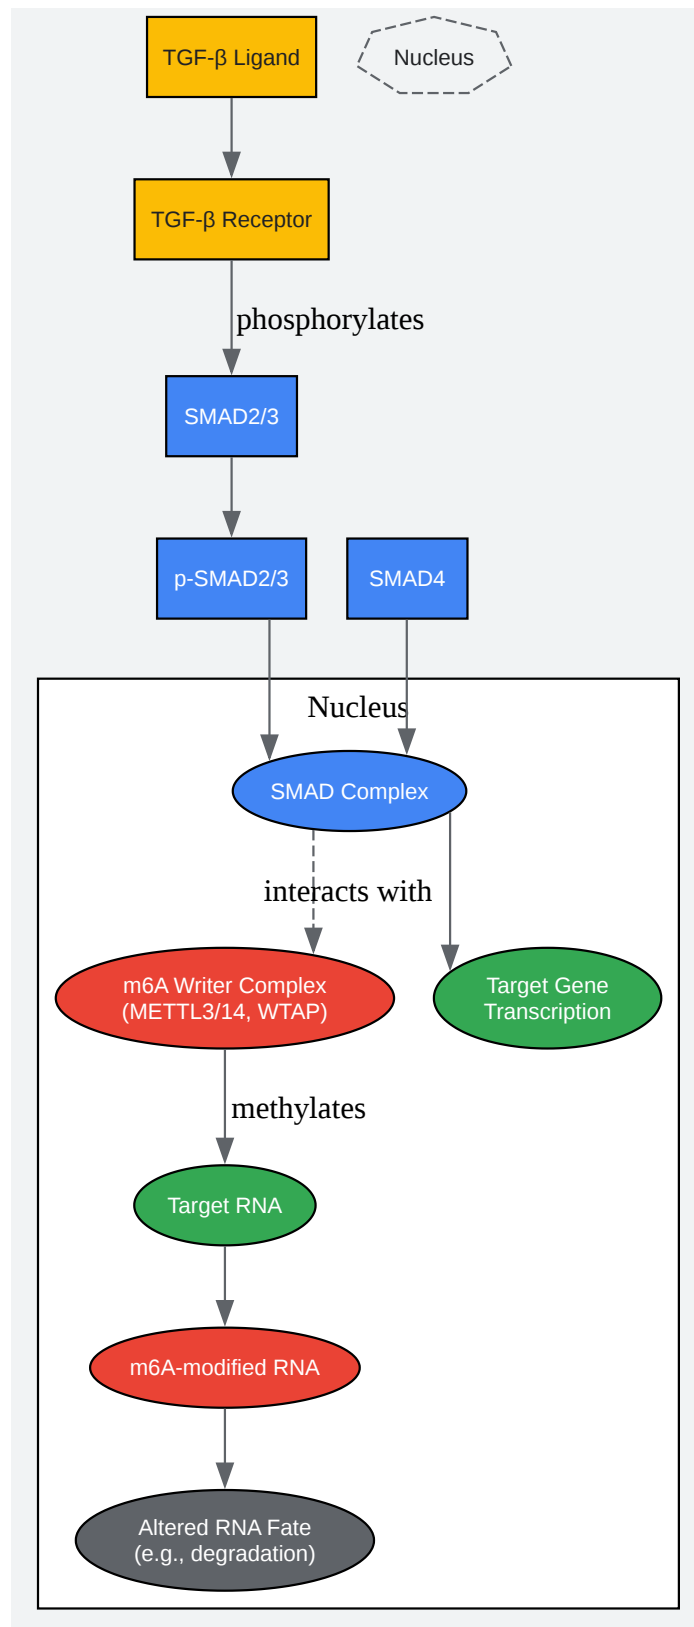 TGF-β Ligand
Nucleus
TGF-β Receptor
phosphorylates
SMAD2/3
p-SMAD2/3
SMAD4
Nucleus
SMAD Complex
interacts with
m6A Writer Complex
(METTL3/14, WTAP)
Target Gene
Transcription
methylates
Target RNA
m6A-modified RNA
Altered RNA Fate
(e.g., degradation)